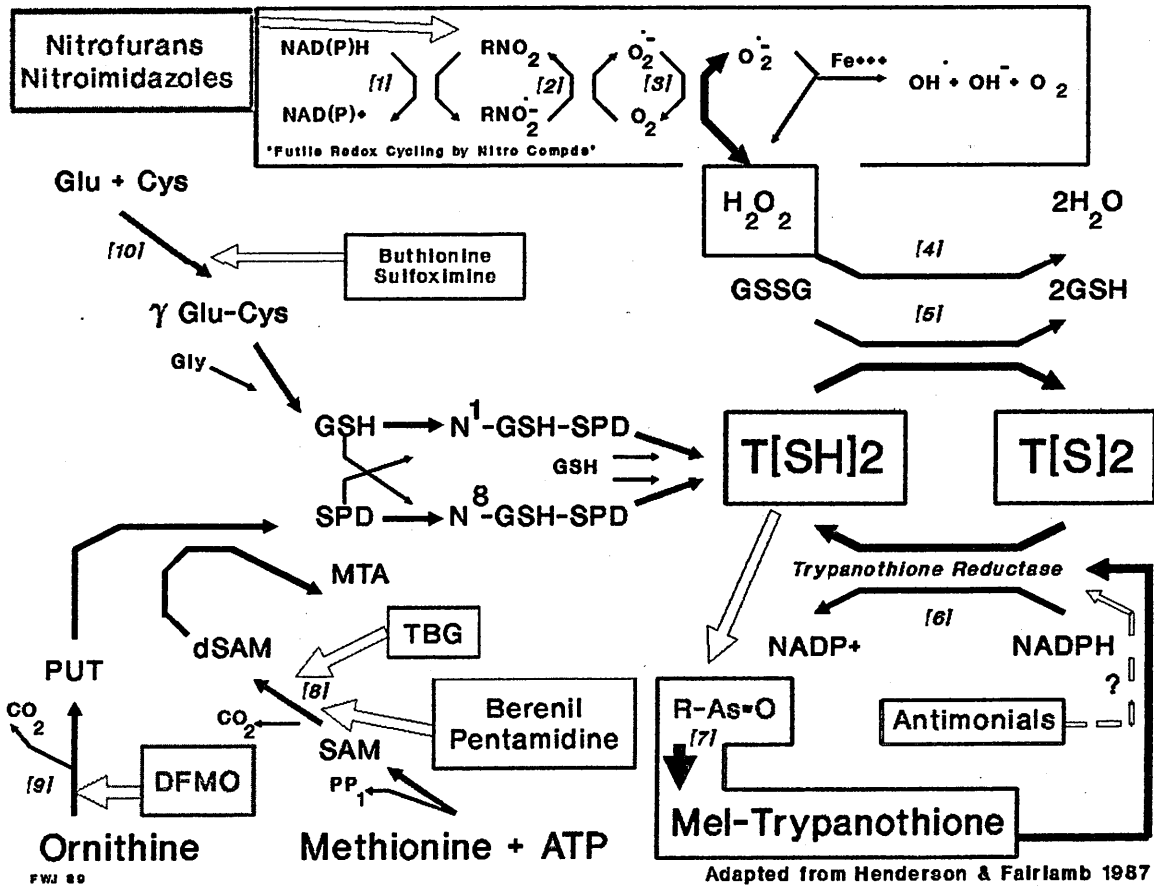 Nitrofurans
Nitroimidazoles
NAD(P)H
RNO2
O2•-
O2•-
Fe+++
OH• + OH- + O2
[1]
[2]
[3]
NAD(P)+
RNO2•-
O2
"Futile Redox Cycling by Nitro Compds"
Glu + Cys
H2O2
2H2O
[10]
Buthionine
Sulfoximine
[4]
GSSG
2GSH
[5]
γ Glu-Cys
Gly
GSH
N1-GSH-SPD
GSH
T[SH]2
T[S]2
SPD
N8-GSH-SPD
MTA
Trypanothione Reductase
[6]
NADP+
NADPH
TBG
dSAM
PUT
[8]
CO2
CO2
Berenil
Pentamidine
R-As=O
[7]
?
Antimonials
SAM
PP1
DFMO
[9]
Mel-Trypanothione
Ornithine
Methionine + ATP
FWJ 89
Adapted from Henderson & Fairlamb 1987